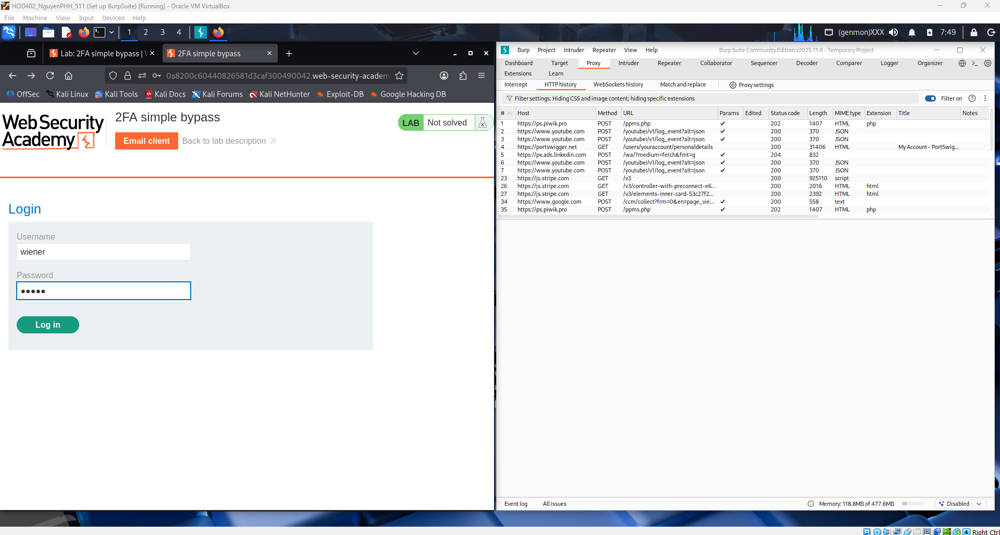 HOD402_NguyenPHH_511 (Set up BurpSuite) [Running] - Oracle VM VirtualBox
File Machine View Input Devices Help
1 2 3 4 (genmon)XXX 7:49
Lab: 2FA simple bypass | 2FA simple bypass
0a8200c60440826581d3caf300490042.web-security-academ
OffSec Kali Linux Kali Tools Kali Docs Kali Forums Kali NetHunter Exploit-DB Google Hacking DB
WebSecurity
Academy
2FA simple bypass
LAB Not solved
Email client Back to lab description
Login
Username
wiener
Password
•••••
Log in
Burp Project Intruder Repeater View Help Burp Suite Community Edition v2025.11.6 - Temporary Project
Dashboard Target Proxy Intruder Repeater Collaborator Sequencer Decoder Comparer Logger Organizer
Extensions Learn
Intercept HTTP history WebSockets history Match and replace Proxy settings
Filter settings: Hiding CSS and image content; hiding specific extensions Filter on
# Host Method URL Params Edited Status code Length MIME type Extension Title Notes
1 https://ps.piwik.pro POST /ppms.php ✓ 202 1407 HTML php
2 https://www.youtube.com POST /youtubei/v1/log_event?alt=json ✓ 200 370 JSON
3 https://www.youtube.com POST /youtubei/v1/log_event?alt=json ✓ 200 370 JSON
4 https://portswigger.net GET /users/youraccount/personaldetails 200 31406 HTML My Account - PortSwig...
5 https://px.ads.linkedin.com POST /wa/?medium=fetch&fmt=g ✓ 204 832
6 https://www.youtube.com POST /youtubei/v1/log_event?alt=json ✓ 200 370 JSON
7 https://www.youtube.com POST /youtubei/v1/log_event?alt=json ✓ 200 370 JSON
23 https://js.stripe.com GET /v3 200 925110 script
26 https://js.stripe.com GET /v3/controller-with-preconnect-e6... 200 2016 HTML html
27 https://js.stripe.com GET /v3/elements-inner-card-53c27f2... 200 2392 HTML html
34 https://www.google.com POST /ccm/collect?frm=0&en=page_vie... ✓ 200 558 text
35 https://ps.piwik.pro POST /ppms.php ✓ 202 1407 HTML php
Event log All issues Memory: 118.8MB of 477.6MB Disabled
Right Ctrl